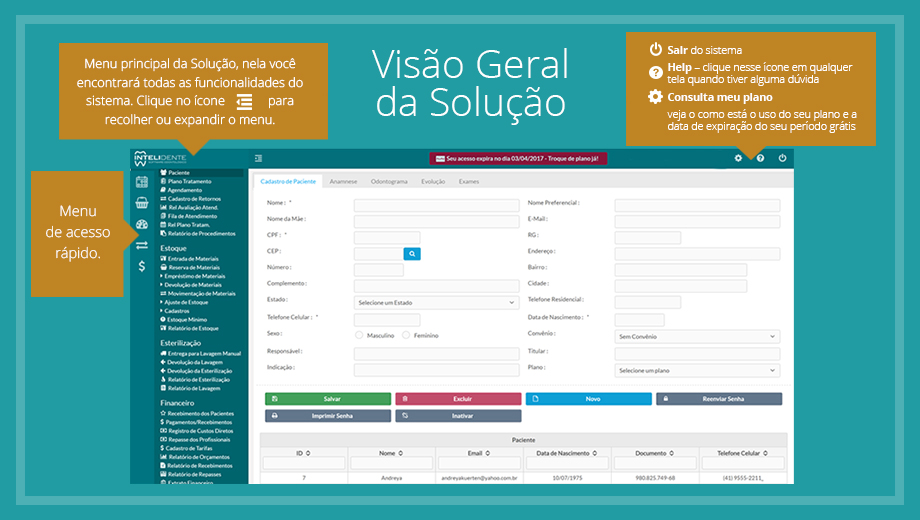 Visão Geral
da Solução
Menu principal da Solução, nela você
encontrará todas as funcionalidades do
sistema. Clique no ícone para
recolher ou expandir o menu.
Sair do sistema
Help – clique nesse ícone em qualquer
tela quando tiver alguma dúvida
Consulta meu plano
veja o como está o uso do seu plano e a
data de expiração do seu período grátis
Menu
de acesso
rápido.
INTELIDENTE
Seu acesso expira no dia 03/04/2017 - Troque de plano já!
Paciente
Plano Tratamento
Agendamento
Cadastro de Retornos
Rel Avaliação Atend.
Fila de Atendimento
Rel Plano Tratam.
Relatório de Procedimentos
Estoque
Entrada de Materiais
Reserva de Materiais
Empréstimo de Materiais
Devolução de Materiais
Movimentação de Materiais
Ajuste de Estoque
Cadastros
Estoque Mínimo
Relatório de Estoque
Esterilização
Entrega para Lavagem Manual
Devolução da Lavagem
Devolução da Esterilização
Relatório de Esterilização
Relatório de Lavagem
Financeiro
Recebimento dos Pacientes
Pagamentos/Recebimentos
Registro de Custos Diretos
Repasse dos Profissionais
Cadastro de Tarifas
Relatório de Orçamentos
Relatório de Recebimentos
Relatório de Repasses
Extrato Financeiro
Cadastro de Paciente Anamnese Odontograma Evolução Exames
Nome : * Nome Preferencial :
Nome da Mãe : E-Mail :
CPF : * RG :
CEP : Endereço :
Número : Bairro :
Complemento : Cidade :
Estado : Selecione um Estado Telefone Residencial :
Telefone Celular : * Data de Nascimento : *
Sexo : Masculino Feminino Convênio : Sem Convênio
Responsável : Titular :
Indicação : Plano : Selecione um plano
Salvar Excluir Novo Reenviar Senha
Imprimir Senha Inativar
Paciente
ID Nome Email Data de Nascimento Documento Telefone Celular
7 Andreya andreyakuerten@yahoo.com.br 10/07/1975 980.825.749-68 (41) 9555-2211_